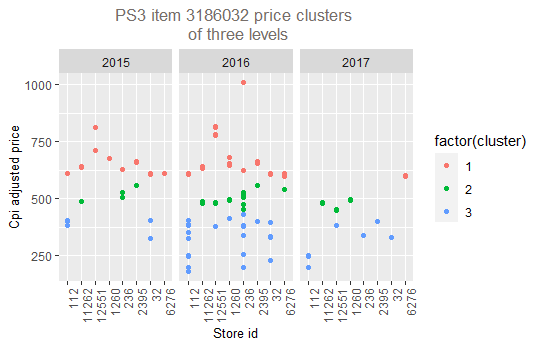 PS3 item 3186032 price clusters
of three levels
2015 2016 2017
1000
750
500
250
Cpi adjusted price
112 11262 12551 1260 236 2395 32 6276 112 11262 12551 1260 236 2395 32 6276 112 11262 12551 1260 236 2395 32 6276
Store id
factor(cluster)
1
2
3